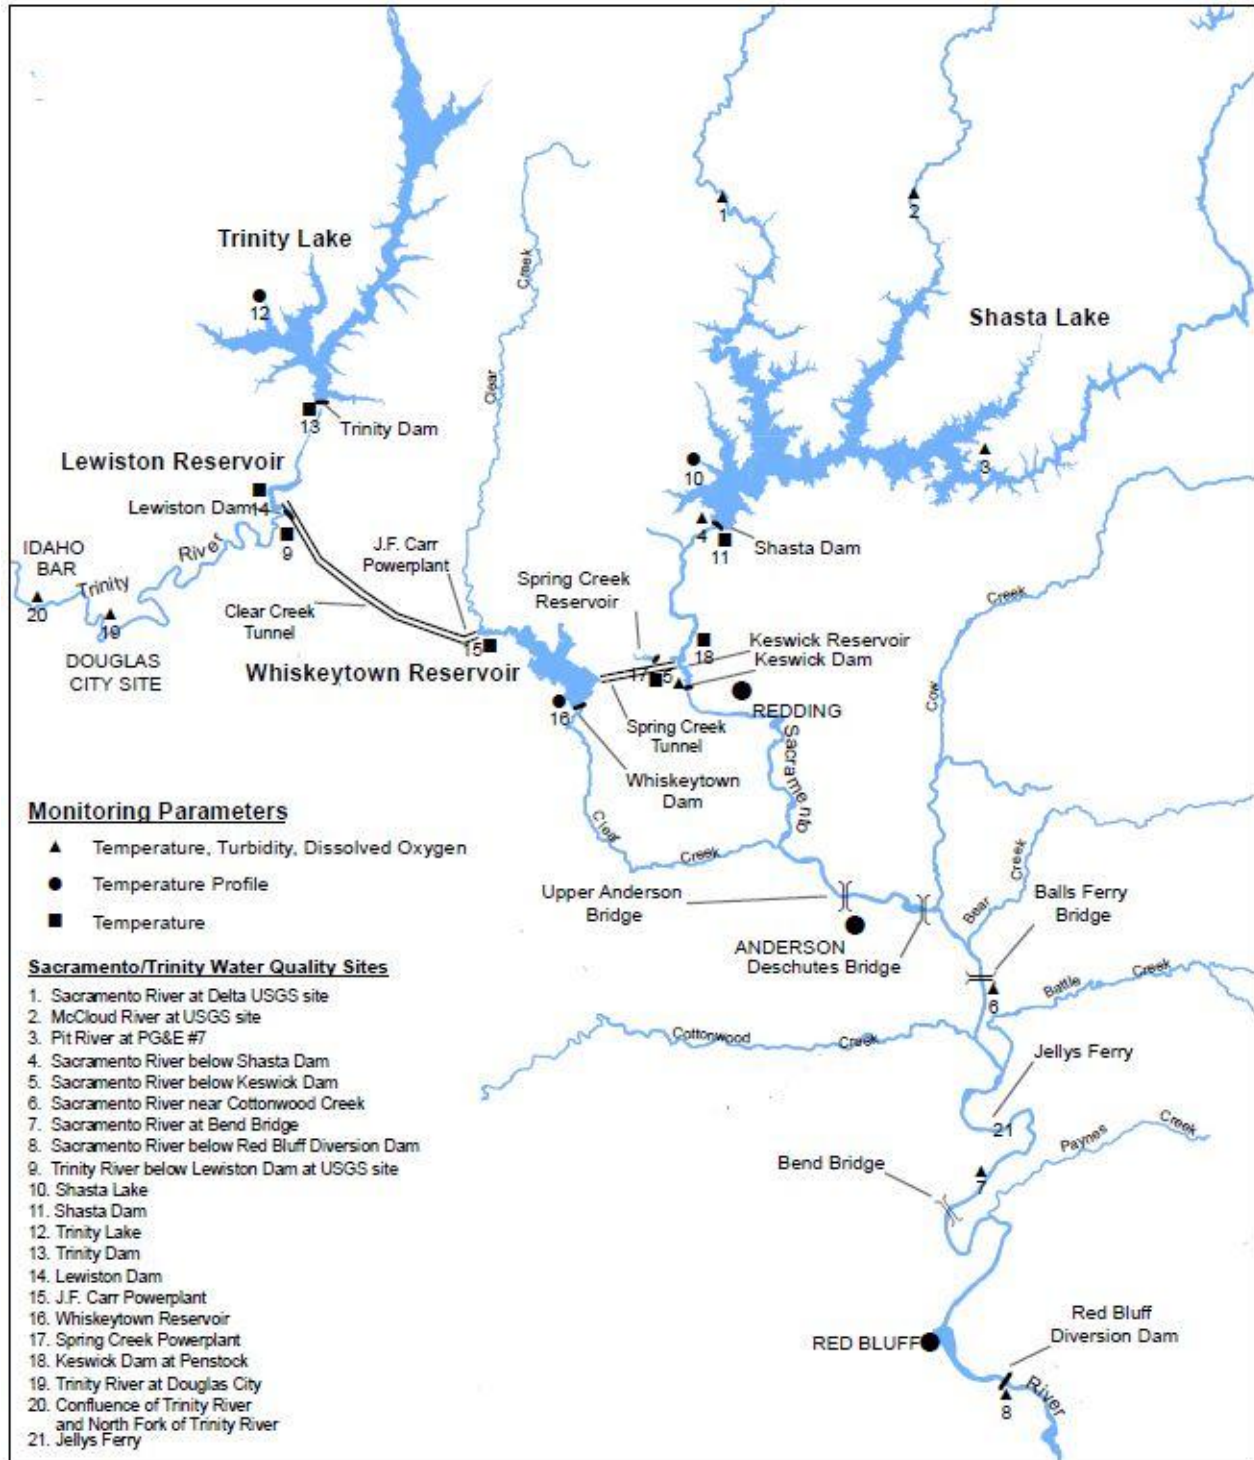 Trinity Lake
12
13
Trinity Dam
Lewiston Reservoir
Lewiston Dam
14
9
IDAHO
BAR
20
Trinity
River
19
DOUGLAS
CITY SITE
Clear Creek
Tunnel
J.F. Carr
Powerplant
15
Whiskeytown Reservoir
Clear
Creek
1
2
Shasta Lake
3
10
4
11
Shasta Dam
Spring Creek
Reservoir
17
5
18
Keswick Reservoir
Keswick Dam
REDDING
16
Spring Creek
Tunnel
Whiskeytown
Dam
Sacramento
Clear
Creek
Cow
Creek
Upper Anderson
Bridge
ANDERSON
Deschutes Bridge
Bear
Creek
Balls Ferry
Bridge
6
Battle
Creek
Cottonwood
Creek
Jellys Ferry
21
Paynes
Creek
Bend Bridge
7
RED BLUFF
Red Bluff
Diversion Dam
River
8
Monitoring Parameters
Temperature, Turbidity, Dissolved Oxygen
Temperature Profile
Temperature
Sacramento/Trinity Water Quality Sites
1. Sacramento River at Delta USGS site
2. McCloud River at USGS site
3. Pit River at PG&E #7
4. Sacramento River below Shasta Dam
5. Sacramento River below Keswick Dam
6. Sacramento River near Cottonwood Creek
7. Sacramento River at Bend Bridge
8. Sacramento River below Red Bluff Diversion Dam
9. Trinity River below Lewiston Dam at USGS site
10. Shasta Lake
11. Shasta Dam
12. Trinity Lake
13. Trinity Dam
14. Lewiston Dam
15. J.F. Carr Powerplant
16. Whiskeytown Reservoir
17. Spring Creek Powerplant
18. Keswick Dam at Penstock
19. Trinity River at Douglas City
20. Confluence of Trinity River
and North Fork of Trinity River
21. Jellys Ferry